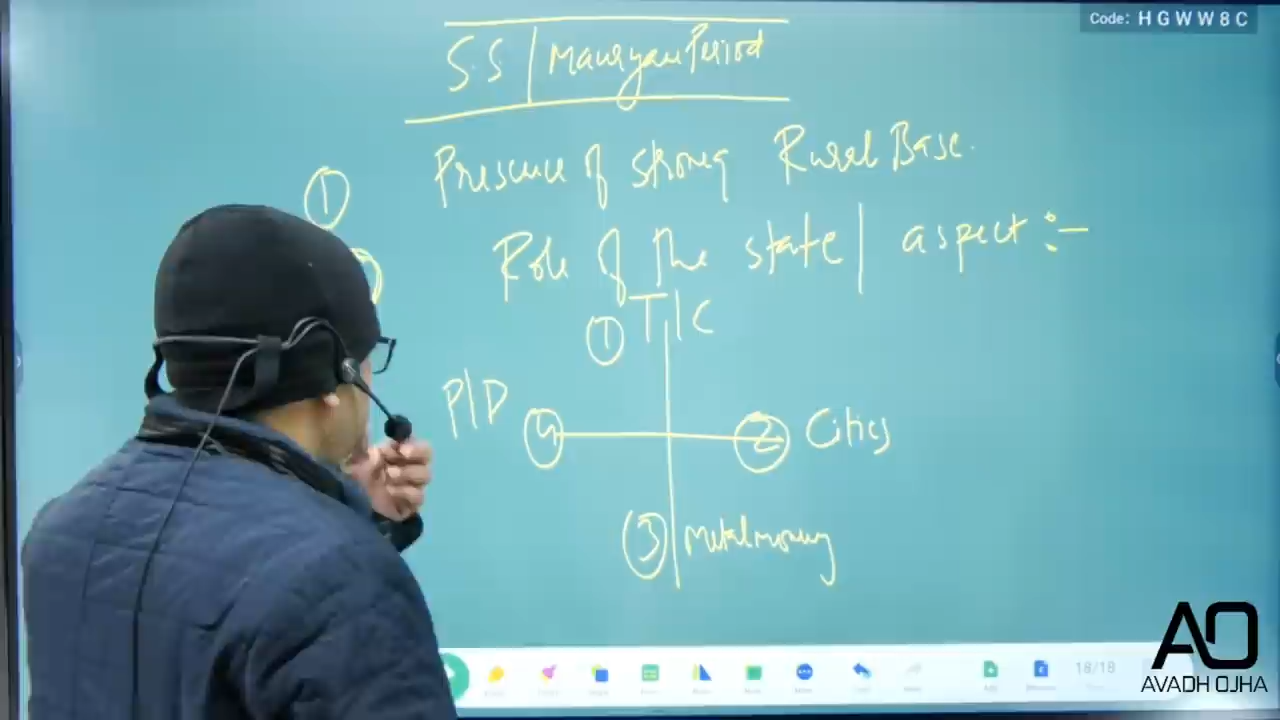 Code: H G W W 8 C
S.S | Mauryan Period
Presence of strong Rural Base.
①
Role of the state | aspect :-
① T|C
P|D ④ ② Cities
③ Metal money
18/18
AO
AVADH OJHA